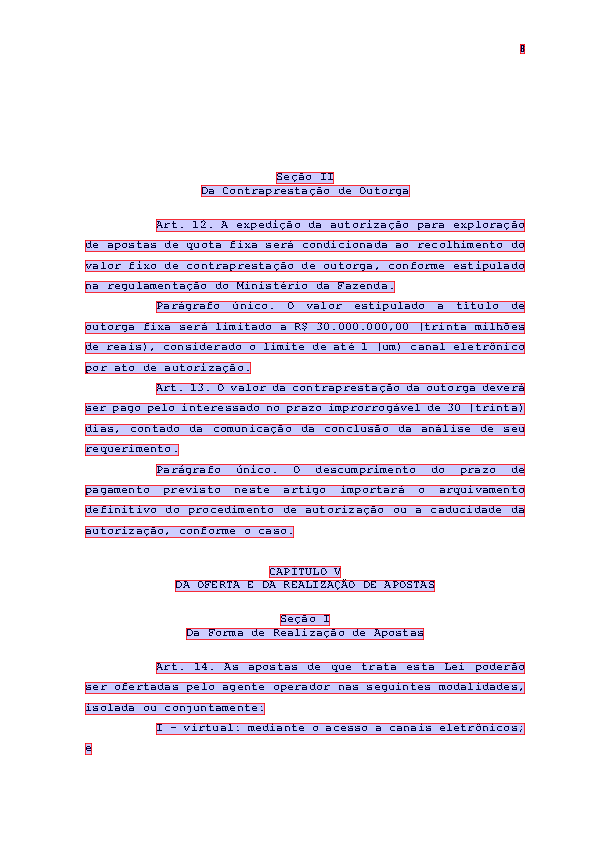 8
Seção II
Da Contraprestação de Outorga
Art. 12. A expedição da autorização para exploração
de apostas de quota fixa será condicionada ao recolhimento do
valor fixo de contraprestação de outorga, conforme estipulado
na regulamentação do Ministério da Fazenda.
Parágrafo único. O valor estipulado a título de
outorga fixa será limitado a R$ 30.000.000,00 (trinta milhões
de reais), considerado o limite de até 1 (um) canal eletrônico
por ato de autorização.
Art. 13. O valor da contraprestação da outorga deverá
ser pago pelo interessado no prazo improrrogável de 30 (trinta)
dias, contado da comunicação da conclusão da análise de seu
requerimento.
Parágrafo único. O descumprimento do prazo de
pagamento previsto neste artigo importará o arquivamento
definitivo do procedimento de autorização ou a caducidade da
autorização, conforme o caso.
CAPÍTULO V
DA OFERTA E DA REALIZAÇÃO DE APOSTAS
Seção I
Da Forma de Realização de Apostas
Art. 14. As apostas de que trata esta Lei poderão
ser ofertadas pelo agente operador nas seguintes modalidades,
isolada ou conjuntamente:
I - virtual: mediante o acesso a canais eletrônicos;
e